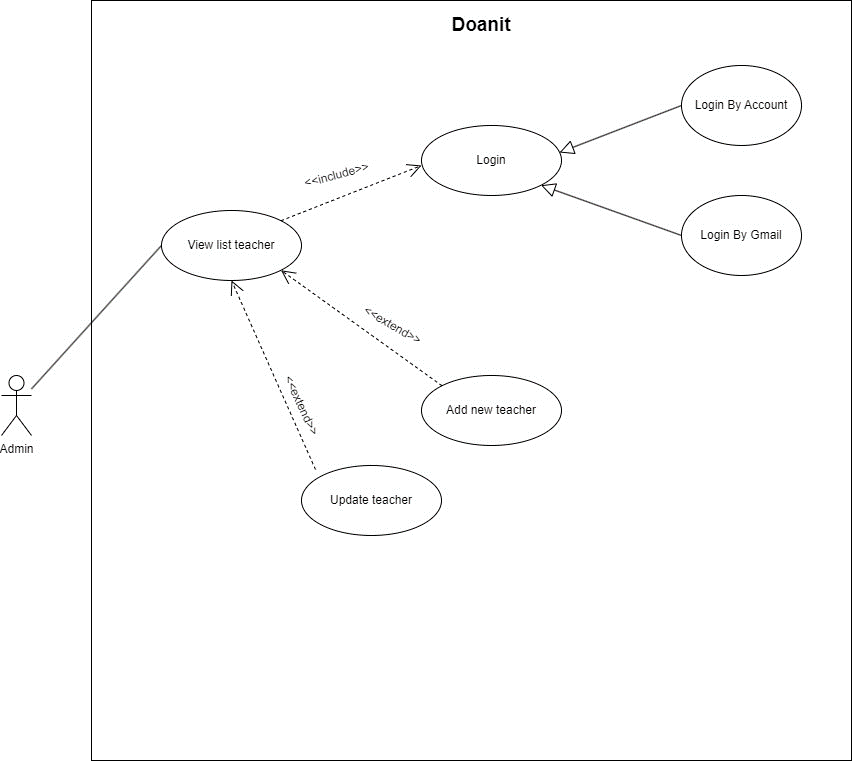 Doanit
Login By Account
Login
<<include>>
Login By Gmail
View list teacher
<<extend>>
<<extend>>
Add new teacher
Admin
Update teacher